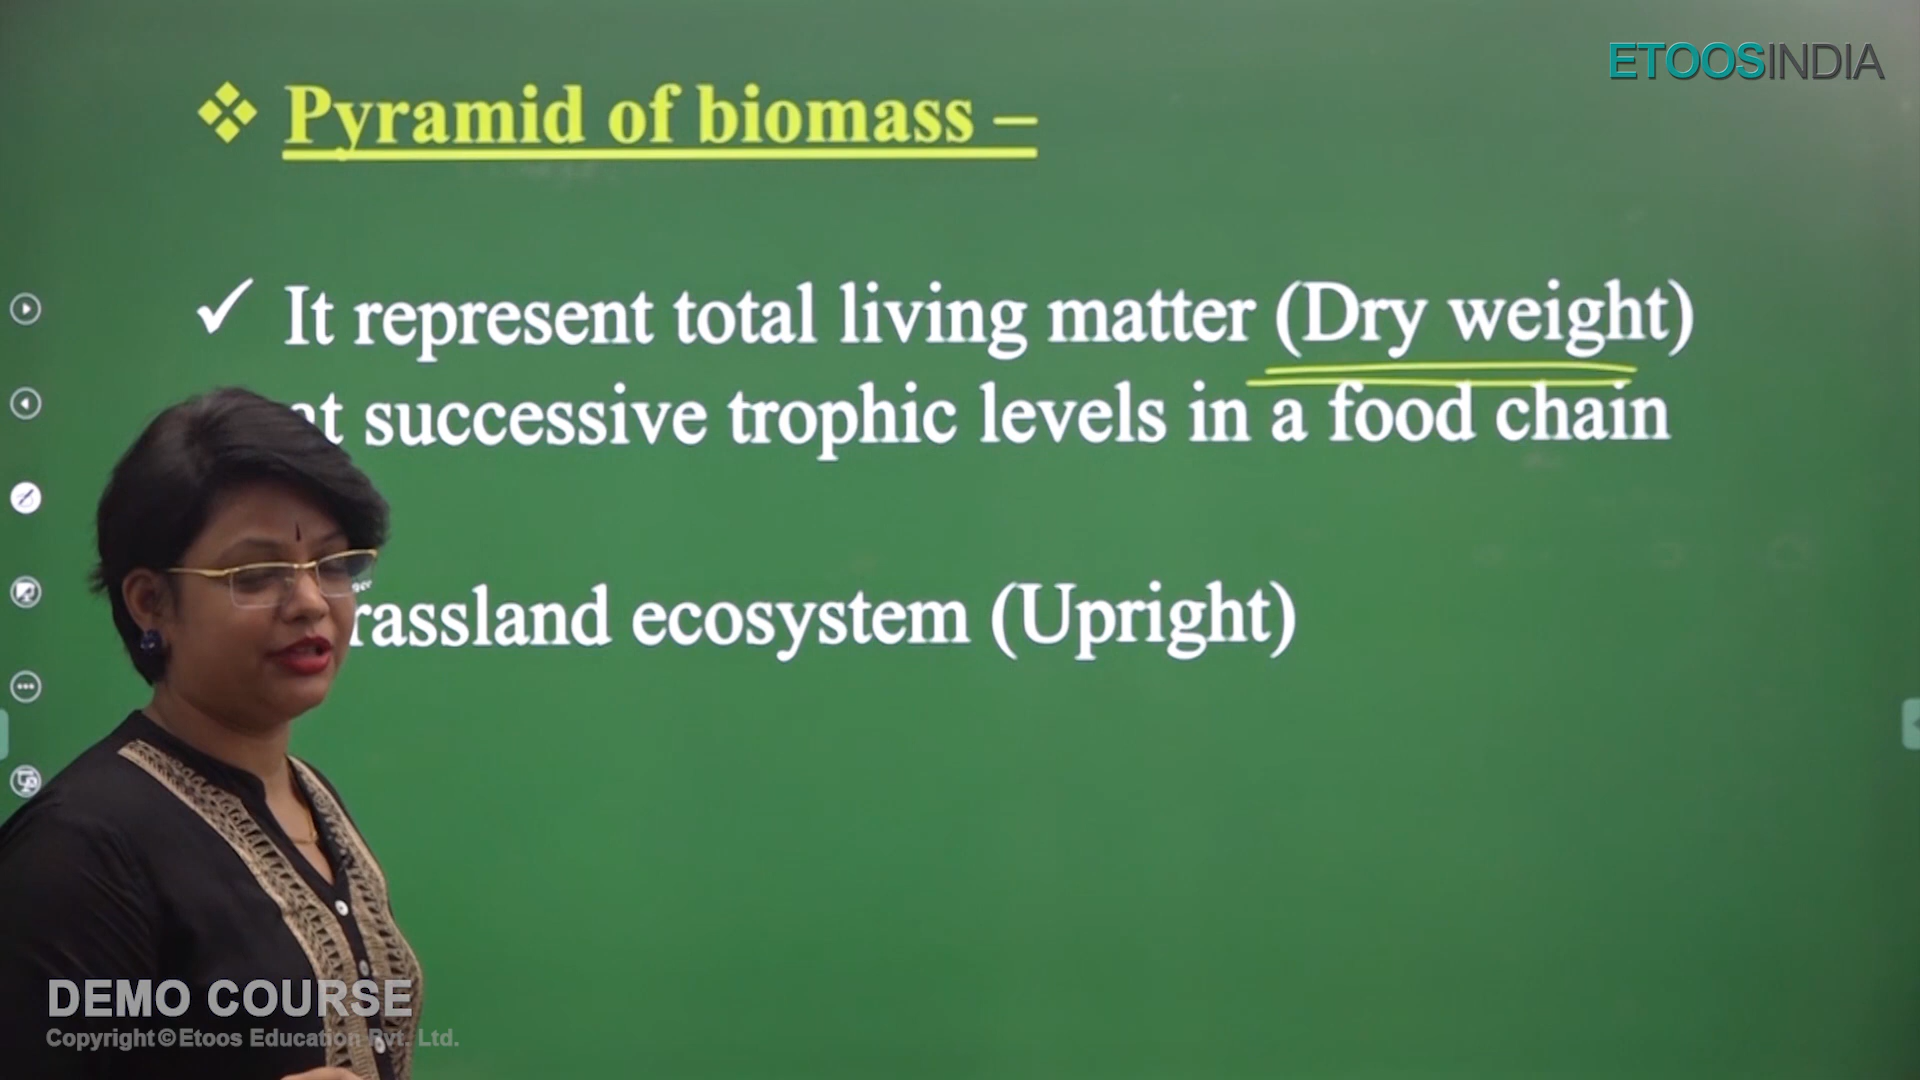 ETOOSINDIA
❖ Pyramid of biomass –
✓ It represent total living matter (Dry weight)
at successive trophic levels in a food chain
rassland ecosystem (Upright)
DEMO COURSE
Copyright©Etoos Education Pvt. Ltd.